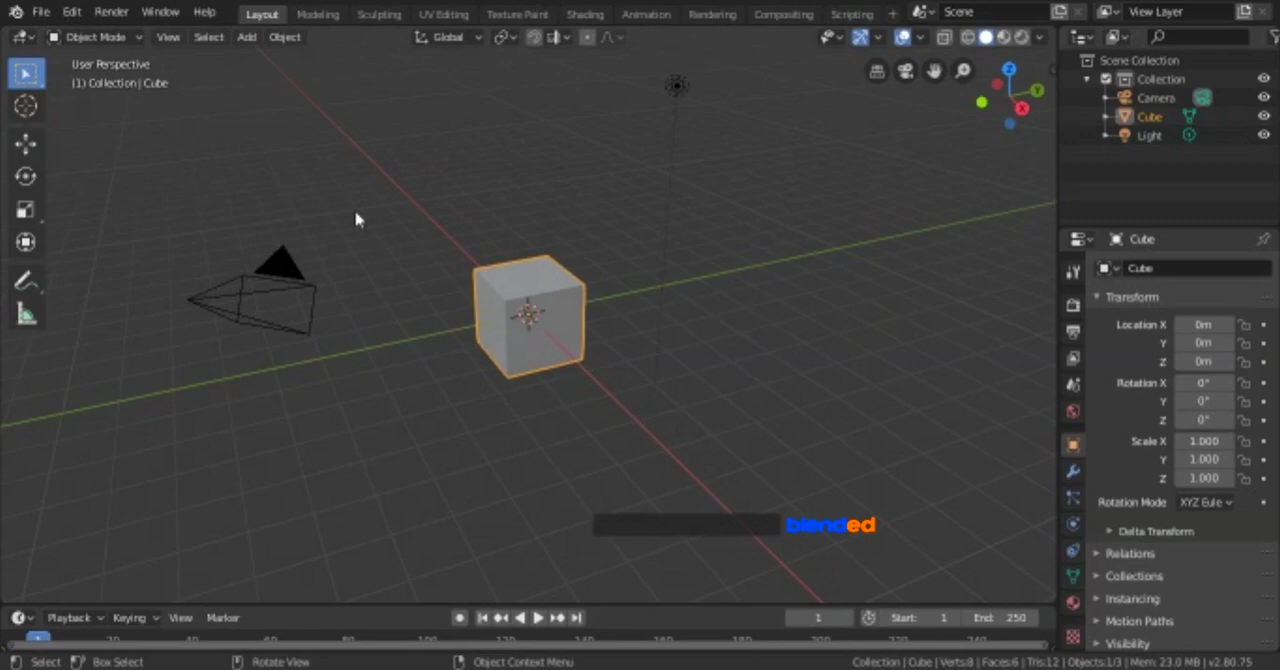 File Edit Render Window Help Layout Modeling Sculpting UV Editing Texture Paint Shading Animation Rendering Compositing Scripting + Scene View Layer
Object Mode View Select Add Object Global
User Perspective
(1) Collection | Cube
Z
Y
X
Scene Collection
Collection
Camera
Cube
Light
Cube
Cube
Transform
Location X 0m
Y 0m
Z 0m
Rotation X 0°
Y 0°
Z 0°
Scale X 1.000
Y 1.000
Z 1.000
Rotation Mode XYZ Eule
Delta Transform
Relations
Collections
Instancing
Motion Paths
Visibility
blended
Playback Keying View Marker 1 Start: 1 End: 250
1
Select Box Select Rotate View Object Context Menu Collection | Cube | Verts:8 | Faces:6 | Tris:12 | Objects:1/3 | Mem: 23.0 MB | v2.80.75